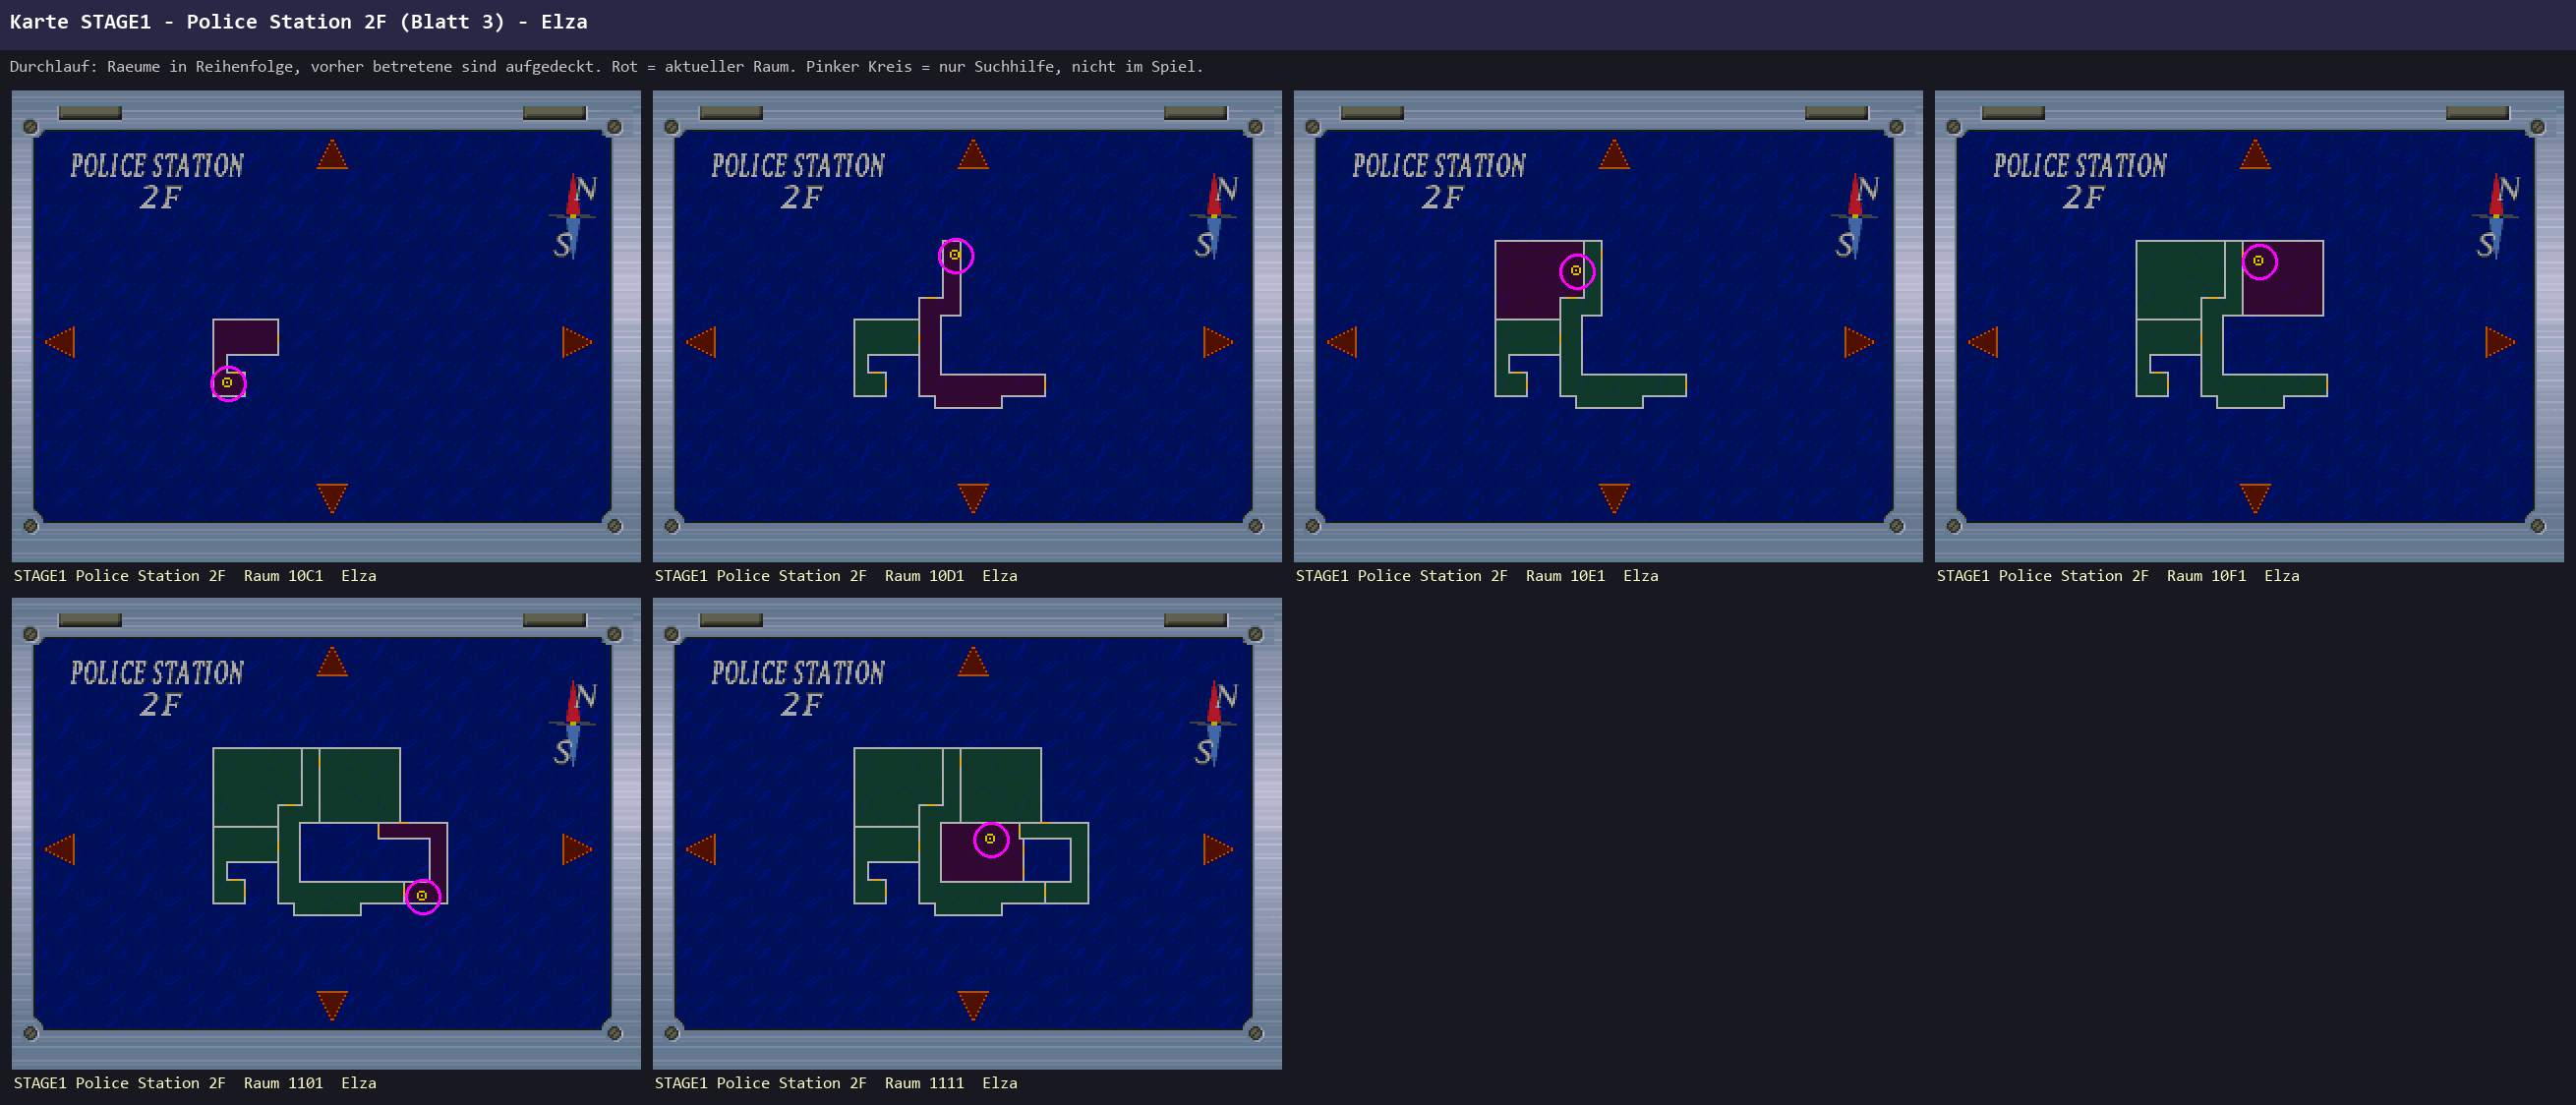 Karte STAGE1 - Police Station 2F (Blatt 3) - Elza
Durchlauf: Raeume in Reihenfolge, vorher betretene sind aufgedeckt. Rot = aktueller Raum. Pinker Kreis = nur Suchhilfe, nicht im Spiel.
POLICE STATION
2F
N
S
POLICE STATION
2F
N
S
POLICE STATION
2F
N
S
POLICE STATION
2F
N
S
STAGE1 Police Station 2F  Raum 10C1  Elza
STAGE1 Police Station 2F  Raum 10D1  Elza
STAGE1 Police Station 2F  Raum 10E1  Elza
STAGE1 Police Station 2F  Raum 10F1  Elza
POLICE STATION
2F
N
S
POLICE STATION
2F
N
S
STAGE1 Police Station 2F  Raum 1101  Elza
STAGE1 Police Station 2F  Raum 1111  Elza